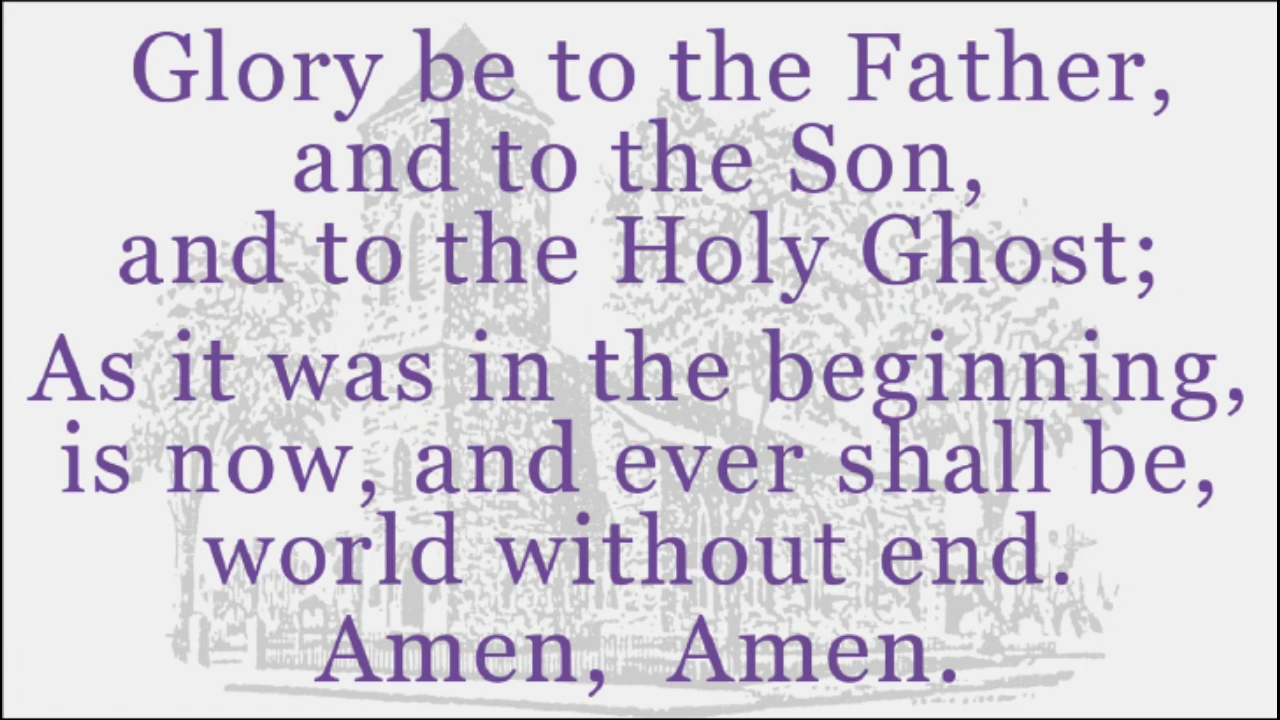 Glory be to the Father,
and to the Son,
and to the Holy Ghost;
As it was in the beginning,
is now, and ever shall be,
world without end.
Amen, Amen.